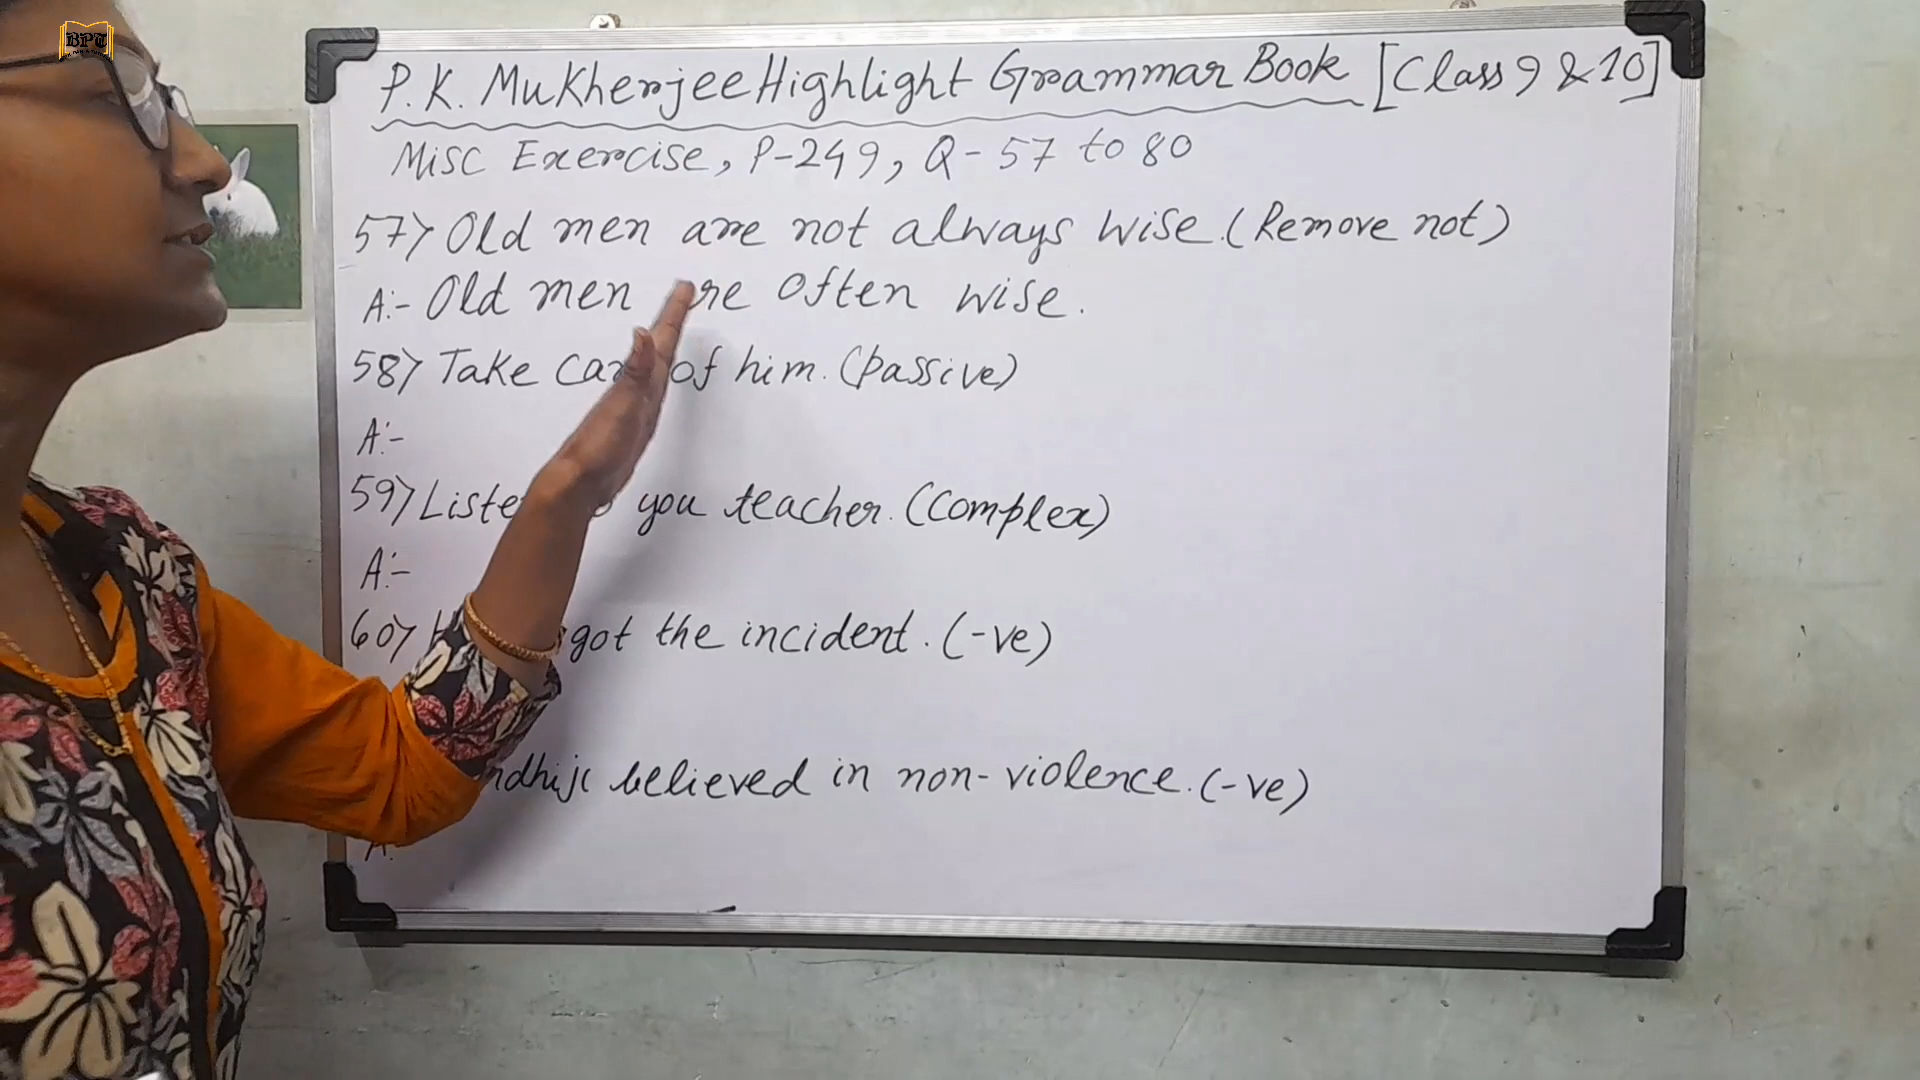 BPT
P.K. Mukherjee Highlight Grammar Book [Class 9 & 10]
Misc Exercise, P-249, Q-57 to 80
57) Old men are not always wise. (Remove not)
A:- Old men are often wise.
58) Take care of him. (passive)
A:-
59) Listen you teacher. (Complex)
A:-
60) got the incident. (-ve)
believed in non-violence. (-ve)
A: